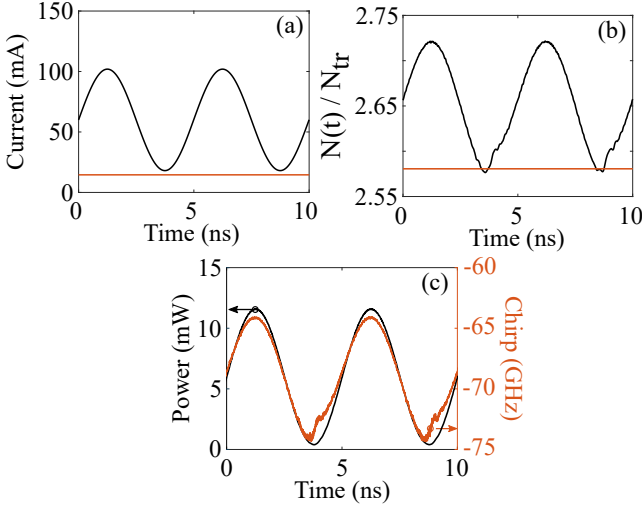 (a)
Current (mA)
150
100
50
0
0
5
10
Time (ns)
(b)
N(t) / Ntr
2.75
2.65
2.55
0
5
10
Time (ns)
(c)
Power (mW)
15
10
5
0
0
5
10
Time (ns)
-60
-65
-70
-75
Chirp (GHz)